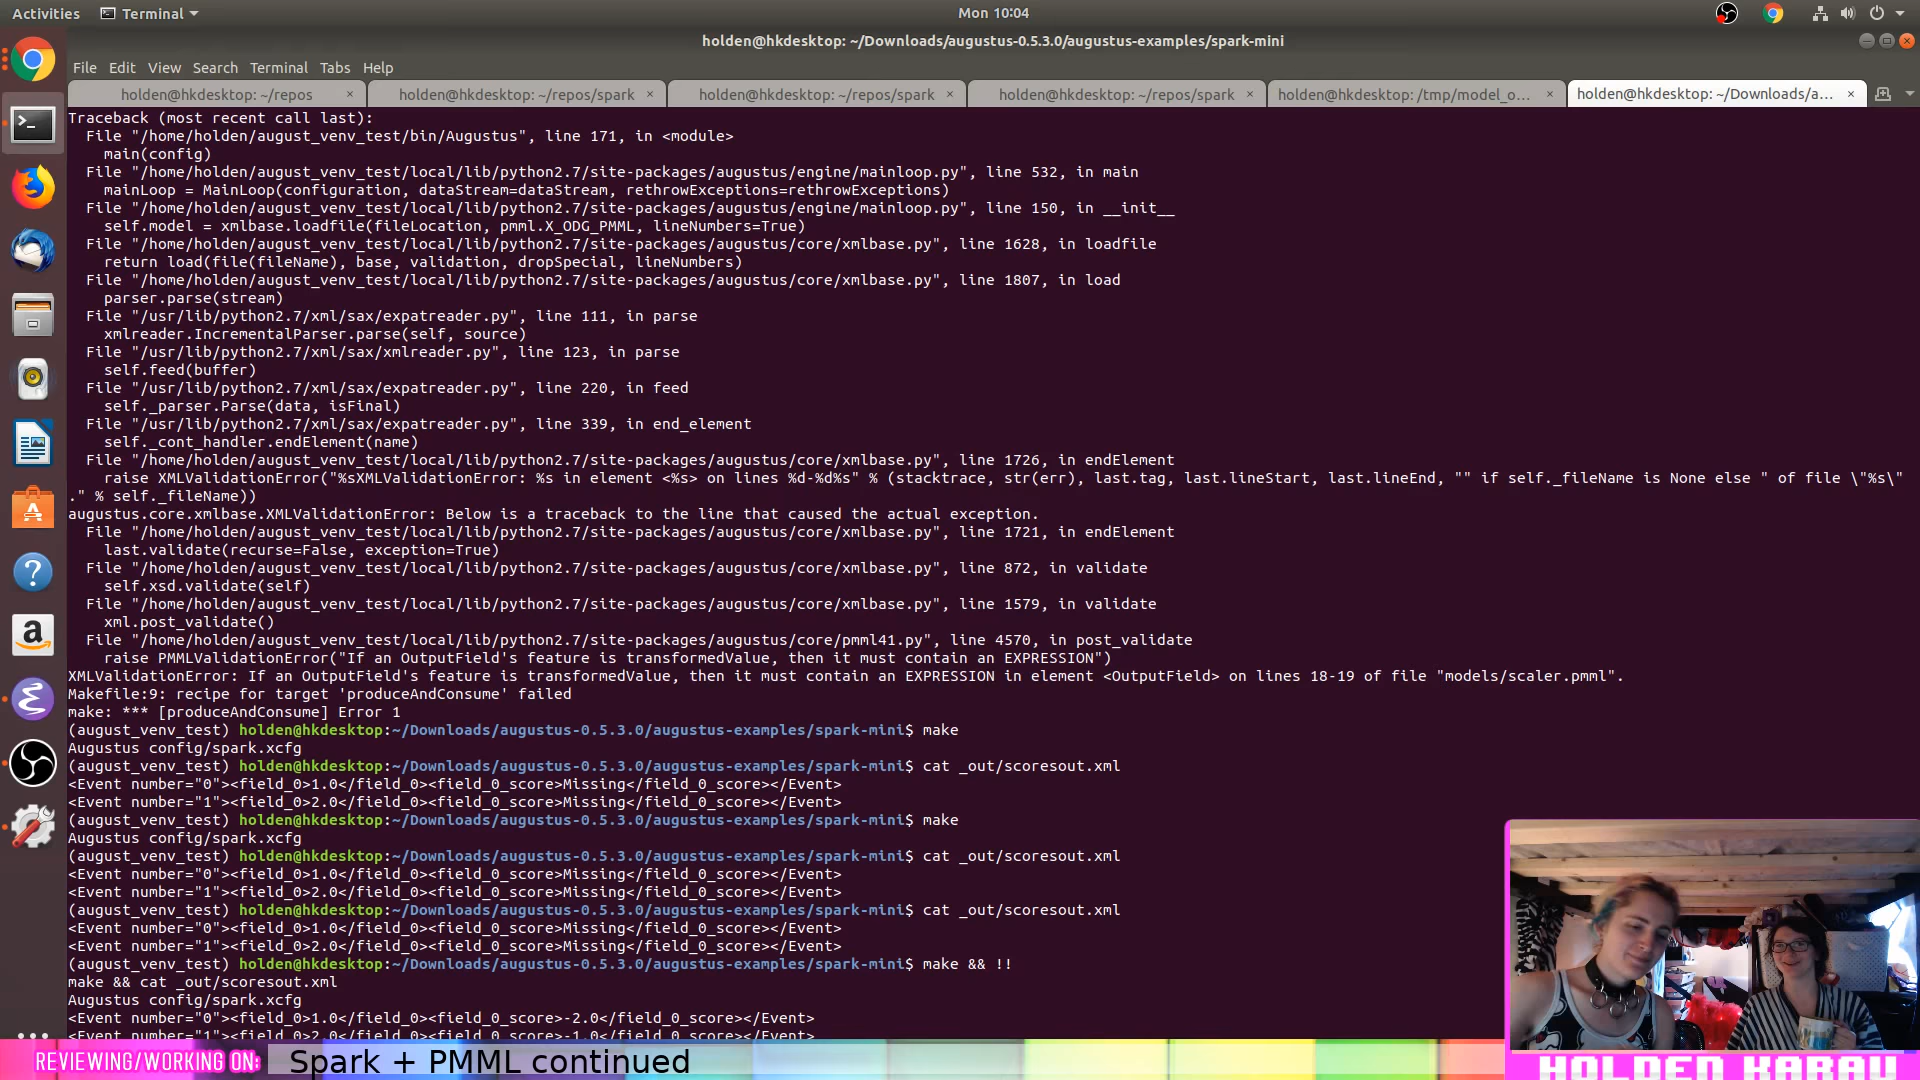 Activities Terminal Mon 10:04
holden@hkdesktop: ~/Downloads/augustus-0.5.3.0/augustus-examples/spark-mini
File Edit View Search Terminal Tabs Help
holden@hkdesktop: ~/repos × holden@hkdesktop: ~/repos/spark × holden@hkdesktop: ~/repos/spark × holden@hkdesktop: ~/repos/spark × holden@hkdesktop: /tmp/model_o... × holden@hkdesktop: ~/Downloads/a... ×
Traceback (most recent call last):
File "/home/holden/august_venv_test/bin/Augustus", line 171, in <module>
main(config)
File "/home/holden/august_venv_test/local/lib/python2.7/site-packages/augustus/engine/mainloop.py", line 532, in main
mainLoop = MainLoop(configuration, dataStream=dataStream, rethrowExceptions=rethrowExceptions)
File "/home/holden/august_venv_test/local/lib/python2.7/site-packages/augustus/engine/mainloop.py", line 150, in __init__
self.model = xmlbase.loadfile(fileLocation, pmml.X_ODG_PMML, lineNumbers=True)
File "/home/holden/august_venv_test/local/lib/python2.7/site-packages/augustus/core/xmlbase.py", line 1628, in loadfile
return load(file(fileName), base, validation, dropSpecial, lineNumbers)
File "/home/holden/august_venv_test/local/lib/python2.7/site-packages/augustus/core/xmlbase.py", line 1807, in load
parser.parse(stream)
File "/usr/lib/python2.7/xml/sax/expatreader.py", line 111, in parse
xmlreader.IncrementalParser.parse(self, source)
File "/usr/lib/python2.7/xml/sax/xmlreader.py", line 123, in parse
self.feed(buffer)
File "/usr/lib/python2.7/xml/sax/expatreader.py", line 220, in feed
self._parser.Parse(data, isFinal)
File "/usr/lib/python2.7/xml/sax/expatreader.py", line 339, in end_element
self._cont_handler.endElement(name)
File "/home/holden/august_venv_test/local/lib/python2.7/site-packages/augustus/core/xmlbase.py", line 1726, in endElement
raise XMLValidationError("%sXMLValidationError: %s in element <%s> on lines %d-%d%s" % (stacktrace, str(err), last.tag, last.lineStart, last.lineEnd, "" if self._fileName is None else " of file \"%s\"
." % self._fileName))
augustus.core.xmlbase.XMLValidationError: Below is a traceback to the line that caused the actual exception.
File "/home/holden/august_venv_test/local/lib/python2.7/site-packages/augustus/core/xmlbase.py", line 1721, in endElement
last.validate(recurse=False, exception=True)
File "/home/holden/august_venv_test/local/lib/python2.7/site-packages/augustus/core/xmlbase.py", line 872, in validate
self.xsd.validate(self)
File "/home/holden/august_venv_test/local/lib/python2.7/site-packages/augustus/core/xmlbase.py", line 1579, in validate
xml.post_validate()
File "/home/holden/august_venv_test/local/lib/python2.7/site-packages/augustus/core/pmml41.py", line 4570, in post_validate
raise PMMLValidationError("If an OutputField's feature is transformedValue, then it must contain an EXPRESSION")
XMLValidationError: If an OutputField's feature is transformedValue, then it must contain an EXPRESSION in element <OutputField> on lines 18-19 of file "models/scaler.pmml".
Makefile:9: recipe for target 'produceAndConsume' failed
make: *** [produceAndConsume] Error 1
(august_venv_test) holden@hkdesktop:~/Downloads/augustus-0.5.3.0/augustus-examples/spark-mini$ make
Augustus config/spark.xcfg
(august_venv_test) holden@hkdesktop:~/Downloads/augustus-0.5.3.0/augustus-examples/spark-mini$ cat _out/scoresout.xml
<Event number="0"><field_0>1.0</field_0><field_0_score>Missing</field_0_score></Event>
<Event number="1"><field_0>2.0</field_0><field_0_score>Missing</field_0_score></Event>
(august_venv_test) holden@hkdesktop:~/Downloads/augustus-0.5.3.0/augustus-examples/spark-mini$ make
Augustus config/spark.xcfg
(august_venv_test) holden@hkdesktop:~/Downloads/augustus-0.5.3.0/augustus-examples/spark-mini$ cat _out/scoresout.xml
<Event number="0"><field_0>1.0</field_0><field_0_score>Missing</field_0_score></Event>
<Event number="1"><field_0>2.0</field_0><field_0_score>Missing</field_0_score></Event>
(august_venv_test) holden@hkdesktop:~/Downloads/augustus-0.5.3.0/augustus-examples/spark-mini$ cat _out/scoresout.xml
<Event number="0"><field_0>1.0</field_0><field_0_score>Missing</field_0_score></Event>
<Event number="1"><field_0>2.0</field_0><field_0_score>Missing</field_0_score></Event>
(august_venv_test) holden@hkdesktop:~/Downloads/augustus-0.5.3.0/augustus-examples/spark-mini$ make && !!
make && cat _out/scoresout.xml
Augustus config/spark.xcfg
<Event number="0"><field_0>1.0</field_0><field_0_score>-2.0</field_0_score></Event>
<Event number="1"><field_0>2.0</field_0><field_0_score>-1.0</field_0_score></Event>
REVIEWING/WORKING ON: Spark + PMML continued
HOLDEN KARAU